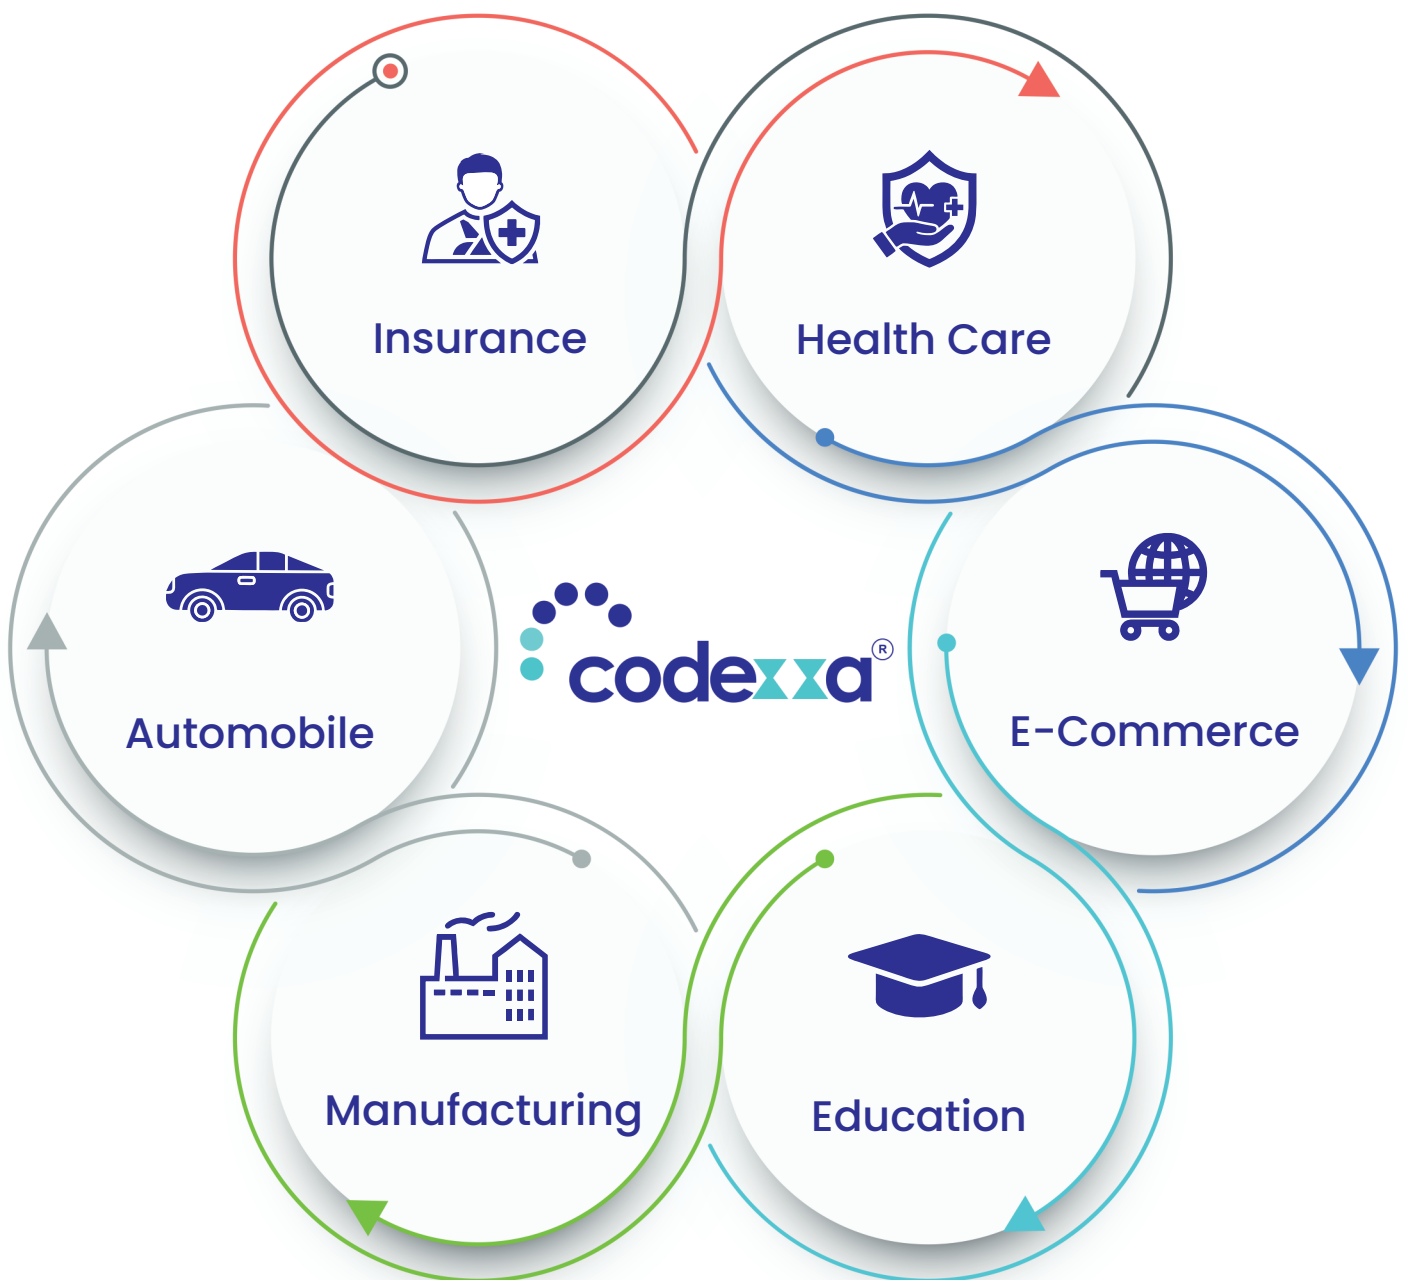 Insurance
Health Care
Automobile
codexxa®
E-Commerce
Manufacturing
Education